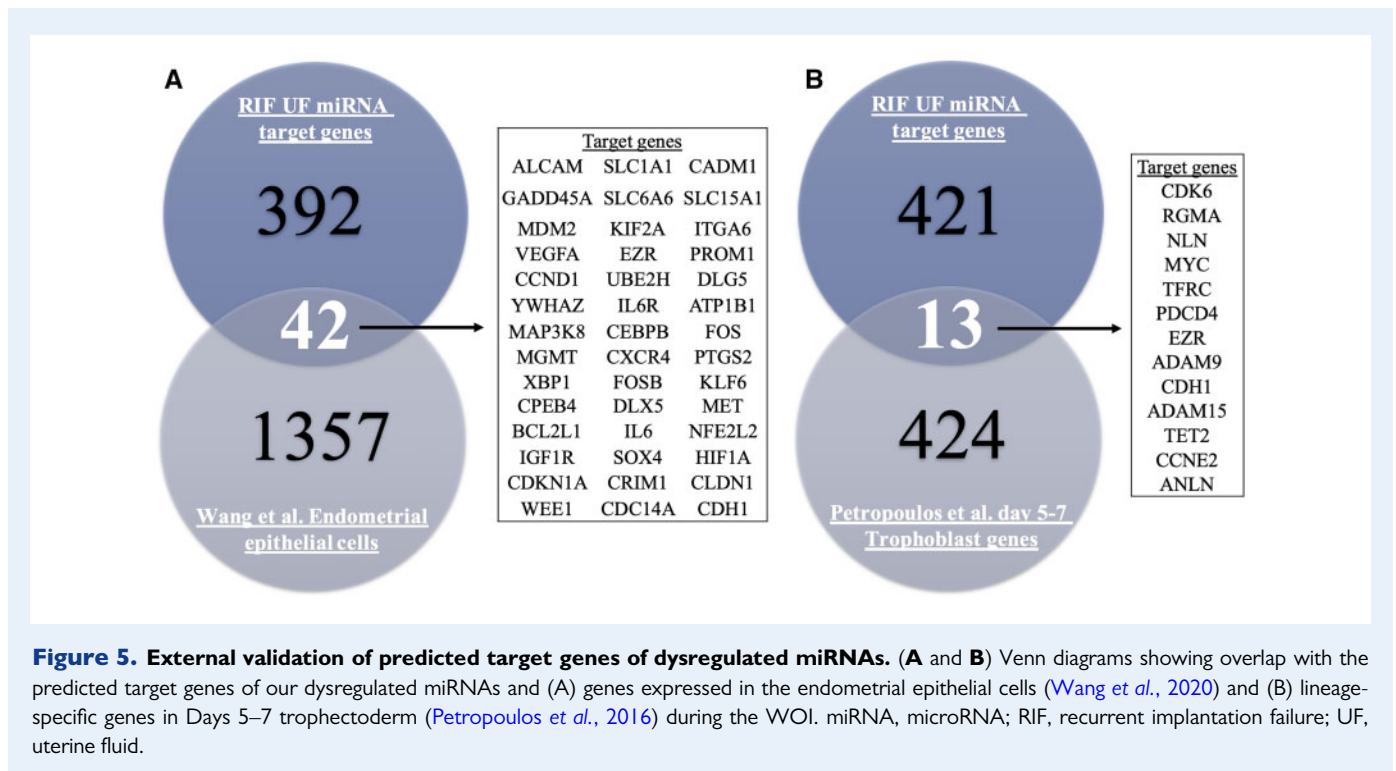 A
RIF UF miRNA
target genes
392
42
1357
Wang et al. Endometrial
epithelial cells
Target genes
ALCAM SLC1A1 CADM1
GADD45A SLC6A6 SLC15A1
MDM2 KIF2A ITGA6
VEGFA EZR PROM1
CCND1 UBE2H DLG5
YWHAZ IL6R ATP1B1
MAP3K8 CEBPB FOS
MGMT CXCR4 PTGS2
XBP1 FOSB KLF6
CPEB4 DLX5 MET
BCL2L1 IL6 NFE2L2
IGF1R SOX4 HIF1A
CDKN1A CRIM1 CLDN1
WEE1 CDC14A CDH1
B
RIF UF miRNA
target genes
421
13
424
Petropoulos et al. day 5-7
Trophoblast genes
Target genes
CDK6
RGMA
NLN
MYC
TFRC
PDCD4
EZR
ADAM9
CDH1
ADAM15
TET2
CCNE2
ANLN
Figure 5. External validation of predicted target genes of dysregulated miRNAs. (A and B) Venn diagrams showing overlap with the
predicted target genes of our dysregulated miRNAs and (A) genes expressed in the endometrial epithelial cells (Wang et al., 2020) and (B) lineage-
specific genes in Days 5–7 trophectoderm (Petropoulos et al., 2016) during the WOI. miRNA, microRNA; RIF, recurrent implantation failure; UF,
uterine fluid.